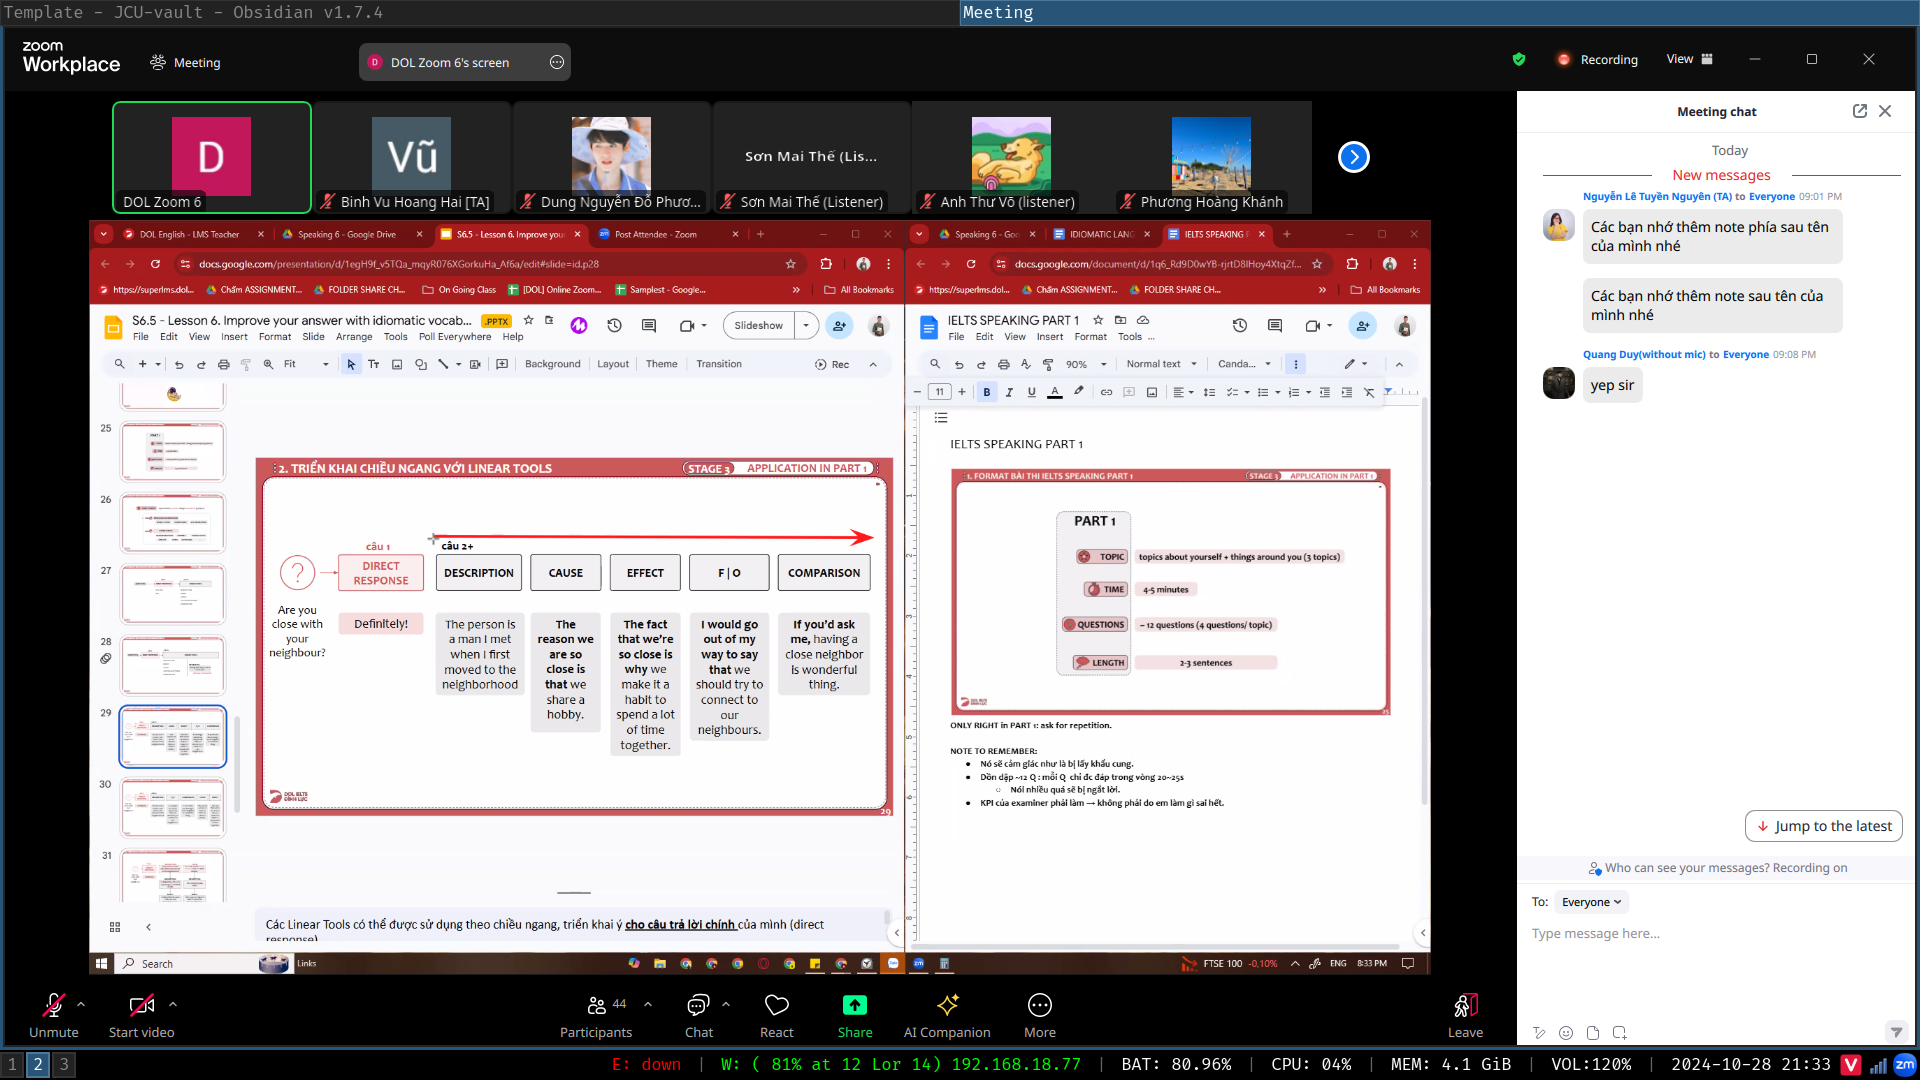 Template - JCU-vault - Obsidian v1.7.4
Meeting
zoom
Workplace
Meeting
D DOL Zoom 6's screen
Recording
View
D
DOL Zoom 6
Vũ
Binh Vu Hoang Hai [TA]
Dung Nguyễn Đỗ Phươ...
Sơn Mai Thế (Lis...
Sơn Mai Thế (Listener)
Anh Thư Võ (listener)
Phương Hoàng Khánh
DOL English - LMS Teacher
Speaking 6 - Google Drive
S6.5 - Lesson 6. Improve your
Post Attendee - Zoom
docs.google.com/presentation/d/1egH9f_v5TQa_mqyR076XGorkuHa_Af6a/edit#slide=id.p28
https://superlms.dol...
Chấm ASSIGNMENT...
FOLDER SHARE CH...
On Going Class
[DOL] Online Zoom...
Samplest - Google...
All Bookmarks
S6.5 - Lesson 6. Improve your answer with idiomatic vocab...
.PPTX
File Edit View Insert Format Slide Arrange Tools Poll Everywhere Help
Slideshow
Fit
Background
Layout
Theme
Transition
Rec
25
26
27
28
29
30
31
2. TRIỂN KHAI CHIỀU NGANG VỚI LINEAR TOOLS
STAGE 3
APPLICATION IN PART 1
câu 1
câu 2+
?
DIRECT
RESPONSE
DESCRIPTION
CAUSE
EFFECT
F | O
COMPARISON
Are you
close with
your
neighbour?
Definitely!
The person is
a man I met
when I first
moved to the
neighborhood
The
reason we
are so
close is
that we
share a
hobby.
The fact
that we're
so close is
why we
make it a
habit to
spend a lot
of time
together.
I would go
out of my
way to say
that we
should try to
connect to
our
neighbours.
If you'd ask
me, having a
close neighbor
is wonderful
thing.
DOL IELTS
ĐÌNH LỰC
29
Các Linear Tools có thể được sử dụng theo chiều ngang, triển khai ý cho câu trả lời chính của mình (direct
response)
Speaking 6 - Goo
IDIOMATIC LANG
IELTS SPEAKING P
docs.google.com/document/d/1q6_Rd9D0wYB-rjrtD8IHoy4XtqZf...
https://superlms.dol...
Chấm ASSIGNMENT...
FOLDER SHARE CH...
All Bookmarks
IELTS SPEAKING PART 1
File Edit View Insert Format Tools ...
90%
Normal text
Canda...
11
B I U A
IELTS SPEAKING PART 1
1. FORMAT BÀI THI IELTS SPEAKING PART 1
STAGE 3
APPLICATION IN PART 1
PART 1
TOPIC
topics about yourself + things around you (3 topics)
TIME
4-5 minutes
QUESTIONS
~ 12 questions (4 questions/ topic)
LENGTH
2-3 sentences
25
ONLY RIGHT in PART 1: ask for repetition.
NOTE TO REMEMBER:
● Nó sẽ cảm giác như là bị lấy khẩu cung.
● Dồn dập ~12 Q : mỗi Q chỉ đc đáp trong vòng 20~25s
○ Nói nhiều quá sẽ bị ngắt lời.
● KPI của examiner phải làm → không phải do em làm gì sai hết.
Search
Links
FTSE 100 -0,10%
ENG
8:33 PM
Meeting chat
Today
New messages
Nguyễn Lê Tuyền Nguyên (TA) to Everyone 09:01 PM
Các bạn nhớ thêm note phía sau tên
của mình nhé
Các bạn nhớ thêm note sau tên của
mình nhé
Quang Duy(without mic) to Everyone 09:08 PM
yep sir
Jump to the latest
Who can see your messages? Recording on
To: Everyone
Type message here...
Unmute
Start video
44
Participants
Chat
React
Share
AI Companion
More
Leave
1 2 3
E: down | W: ( 81% at 12 Lor 14) 192.168.18.77 | BAT: 80.96% | CPU: 04% | MEM: 4.1 GiB | VOL:120% | 2024-10-28 21:33
V
zm